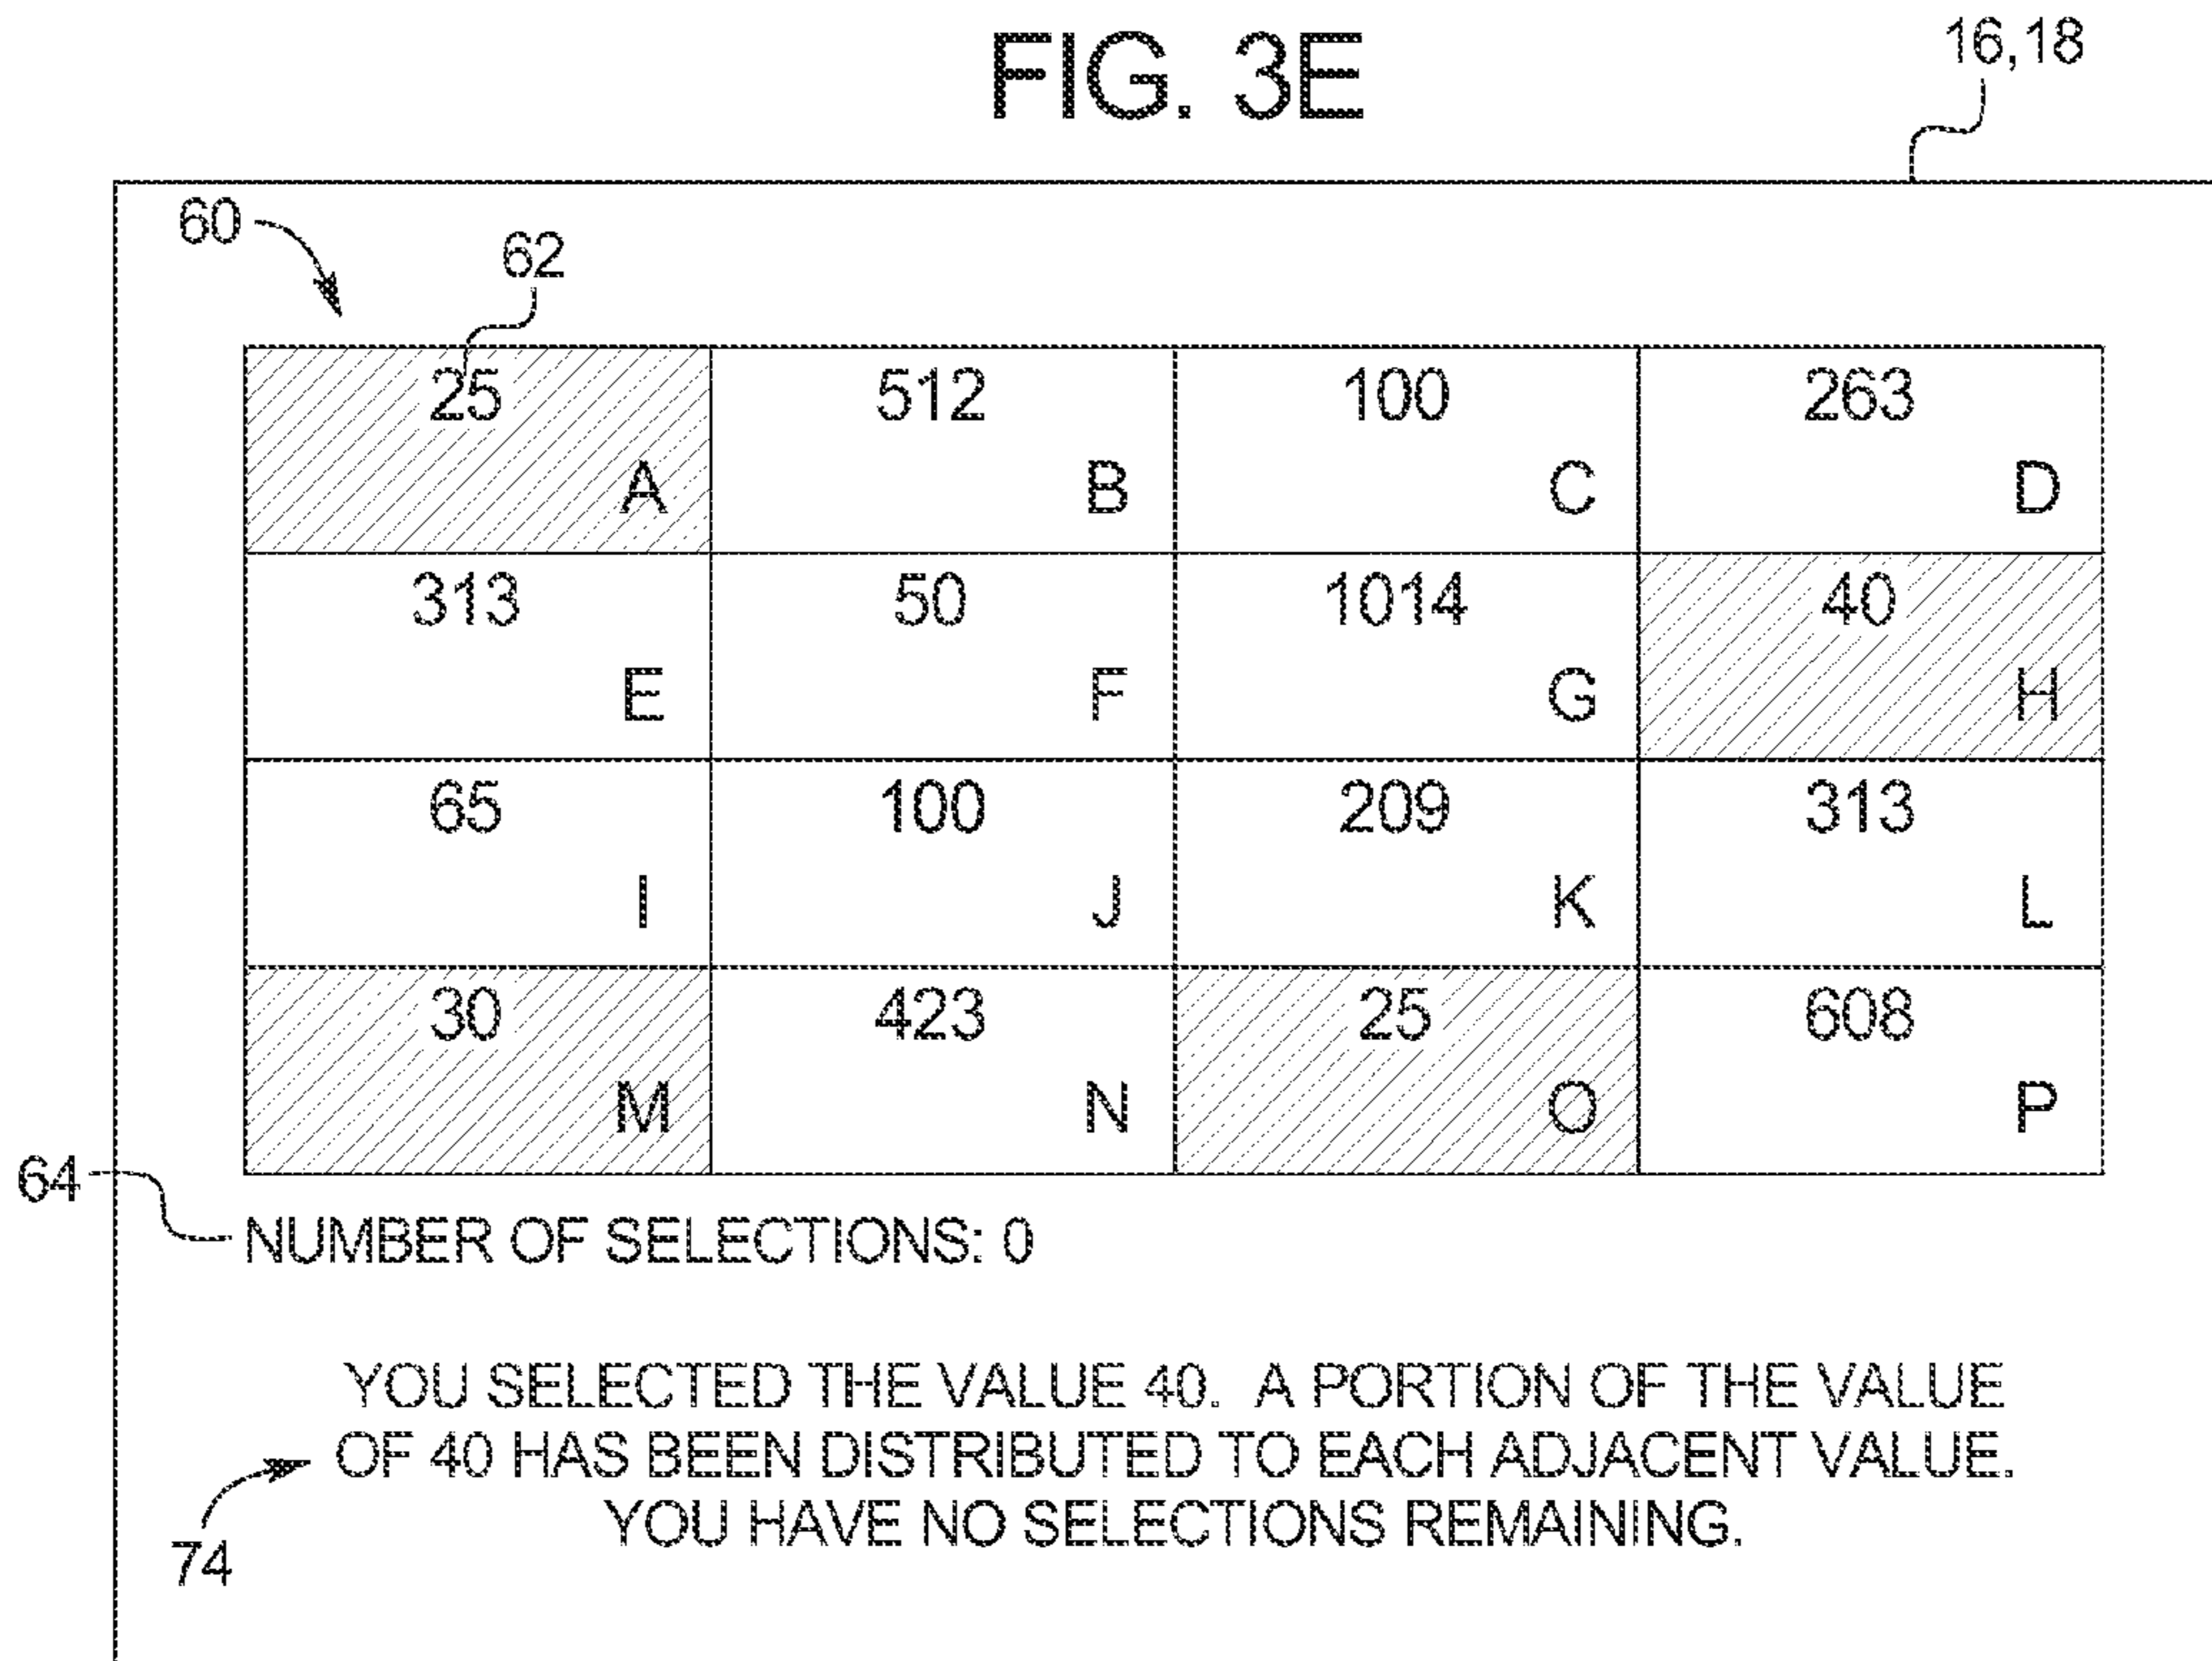 FIG. 3E
16,18
60
62
25 512 100 263
A B C D
313 50 1014 40
E F G H
65 100 209 313
I J K L
30 423 25 608
M N O P
64
NUMBER OF SELECTIONS: 0
YOU SELECTED THE VALUE 40. A PORTION OF THE VALUE
OF 40 HAS BEEN DISTRIBUTED TO EACH ADJACENT VALUE.
YOU HAVE NO SELECTIONS REMAINING.
74